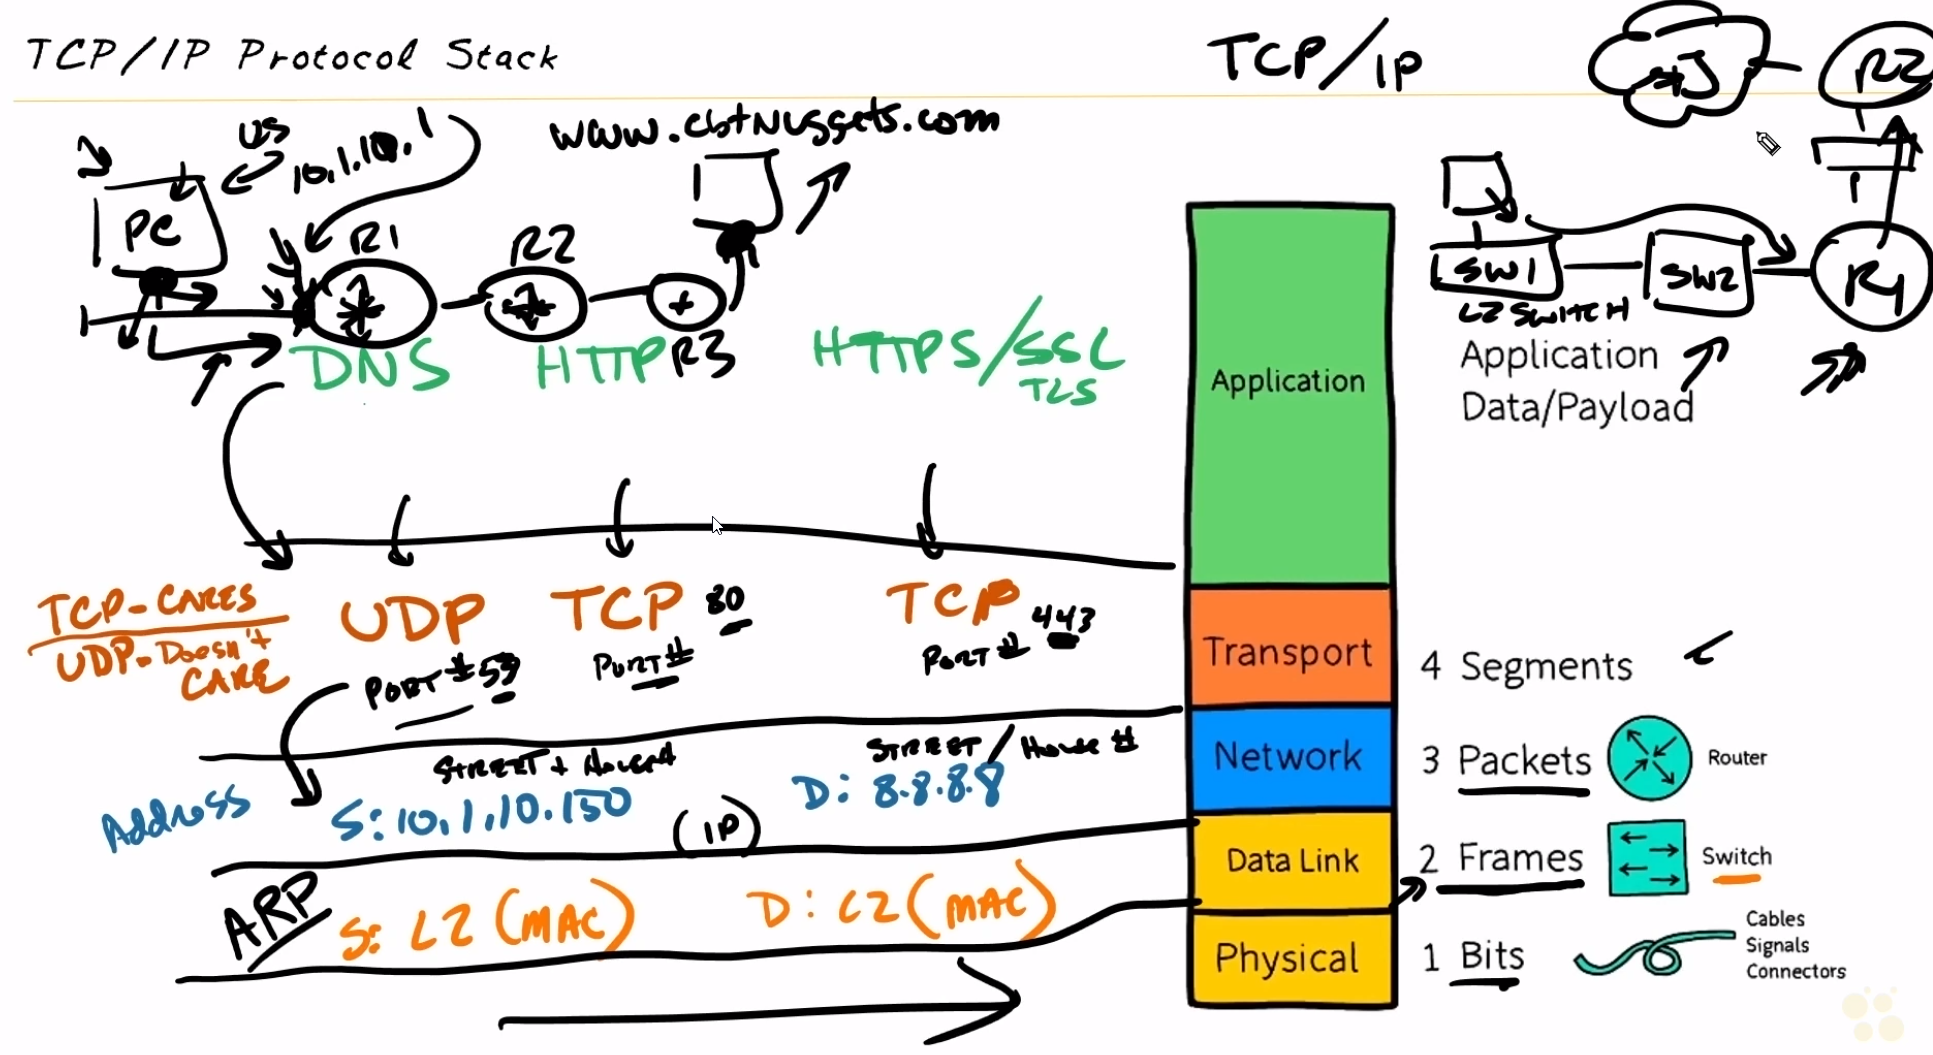 TCP/IP Protocol Stack
TCP/IP
R2
www.cbtNuggets.com
US
10.1.10.1
PC
R1
R2
R3
SW1
SW2
R1
L2 SWITCH
DNS
HTTP
HTTPS/SSL
TLS
Application
Application
Data/Payload
TCP-CARES
UDP-Doesn't
CARE
UDP
PORT #53
TCP 80
PORT#
TCP 443
PORT#
Transport
4 Segments
STREET + House#
STREET / House #
Address
S: 10.1.10.150
(IP)
D: 8.8.8.8
Network
3 Packets
Router
ARP
S: L2 (MAC)
D: L2 (MAC)
Data Link
2 Frames
Switch
Physical
1 Bits
Cables
Signals
Connectors